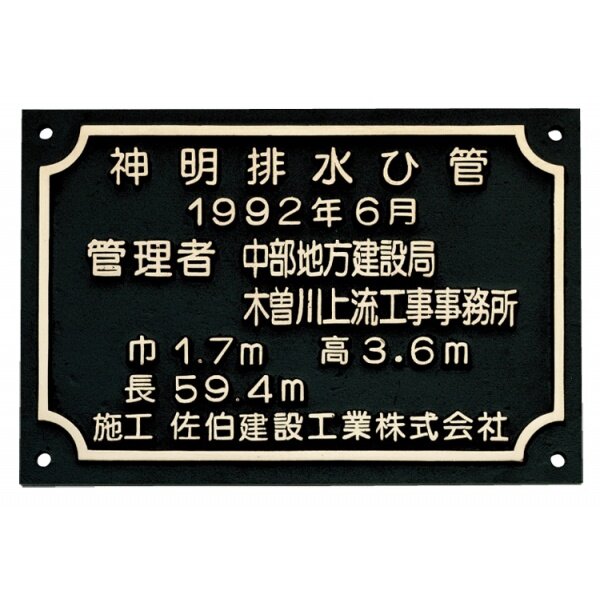 神明排水ひ管
1992年6月
管理者 中部地方建設局
木曽川上流工事事務所
巾1.7m 高3.6m
長59.4m
施工 佐伯建設工業株式会社